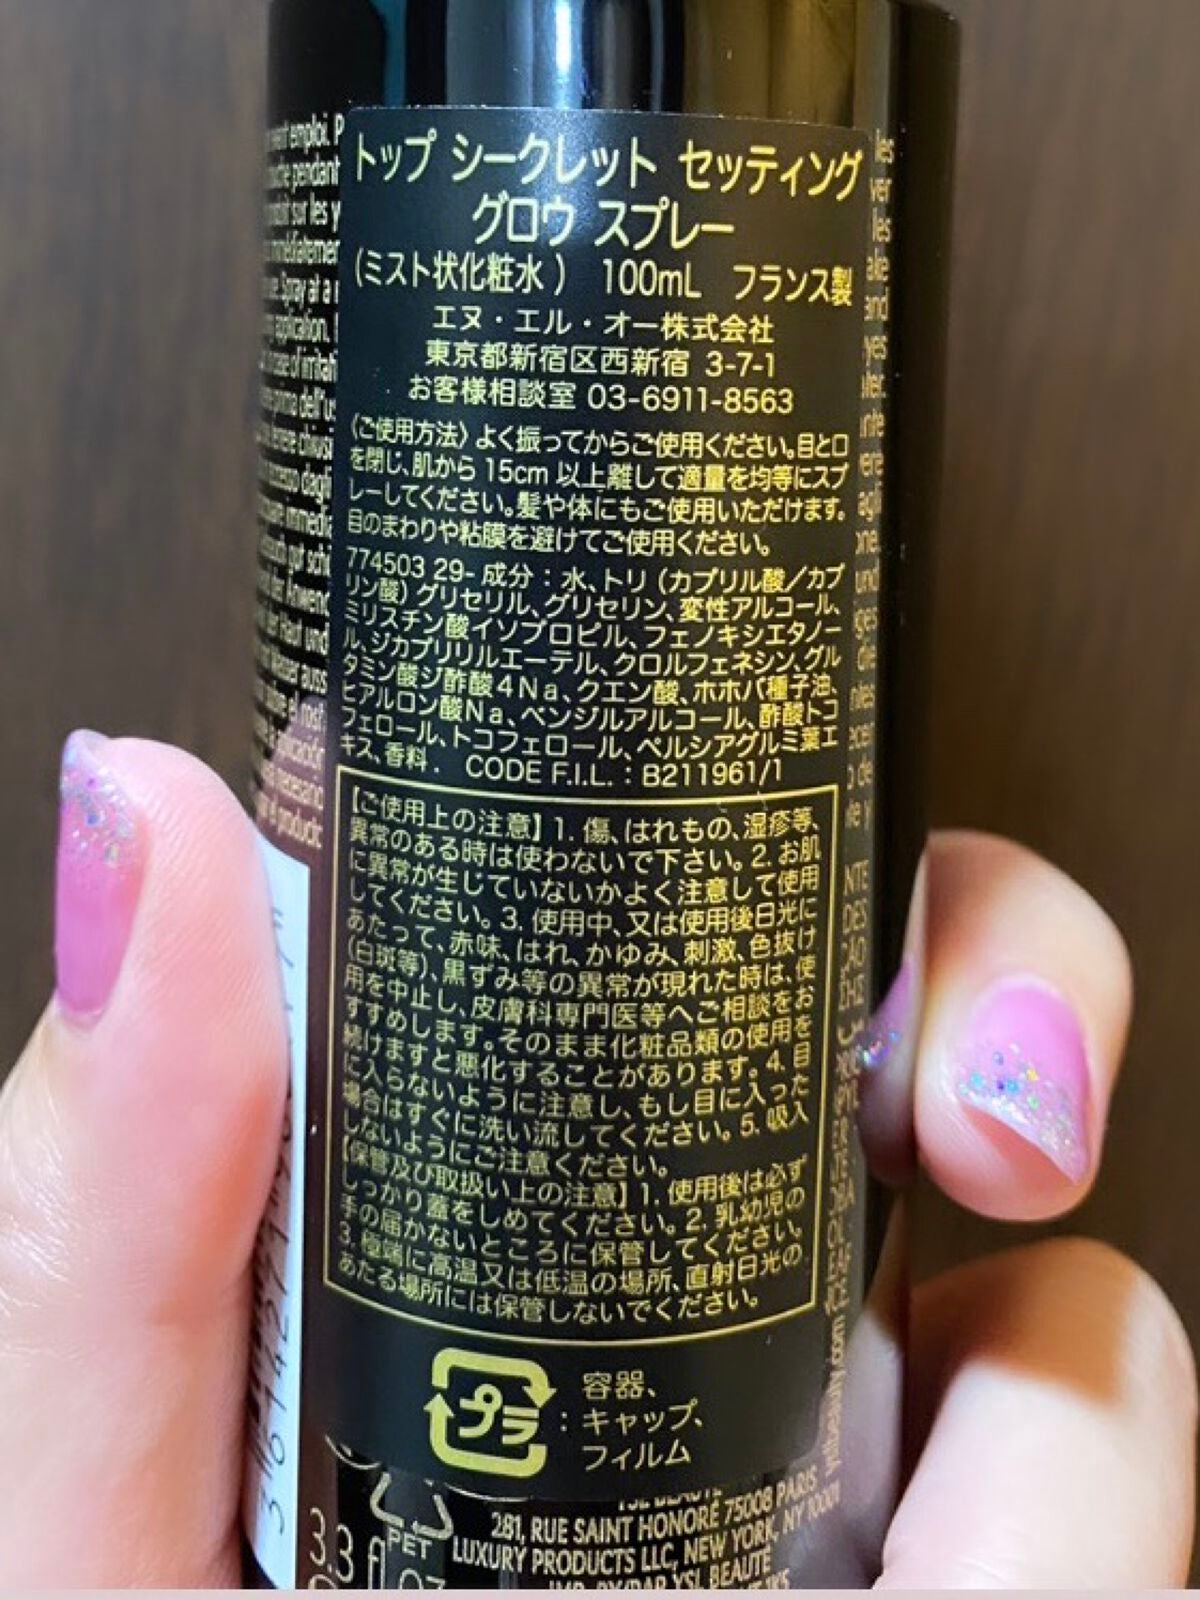 トップ シークレット セッティング
グロウ スプレー
(ミスト状化粧水) 100mL フランス製
エヌ・エル・オー株式会社
東京都新宿区西新宿 3-7-1
お客様相談室 03-6911-8563
〈ご使用方法〉よく振ってからご使用ください。目と口
を閉じ、肌から 15cm 以上離して適量を均等にスプ
レーしてください。髪や体にもご使用いただけます。
目のまわりや粘膜を避けてご使用ください。
774503 29- 成分：水、トリ（カプリル酸／カプ
リン酸）グリセリル、グリセリン、変性アルコール、
ミリスチン酸イソプロピル、フェノキシエタノー
ル、ジカプリリルエーテル、クロルフェネシン、グル
タミン酸ジ酢酸4Na、クエン酸、ホホバ種子油、
ヒアルロン酸Na、ベンジルアルコール、酢酸トコ
フェロール、トコフェロール、ペルシアグルミ葉エ
キス、香料． CODE F.I.L.：B211961/1
【ご使用上の注意】1. 傷、はれもの、湿疹等、
異常のある時は使わないで下さい。2. お肌
に異常が生じていないかよく注意して使用
してください。3. 使用中、又は使用後日光に
あたって、赤味、はれ、かゆみ、刺激、色抜け
（白斑等）、黒ずみ等の異常が現れた時は、使
用を中止し、皮膚科専門医等へご相談をお
すすめします。そのまま化粧品類の使用を
続けますと悪化することがあります。4. 目
に入らないように注意し、もし目に入った
場合はすぐに洗い流してください。5. 吸入
しないようにご注意ください。
【保管及び取扱い上の注意】1. 使用後は必ず
しっかり蓋をしめてください。2. 乳幼児の
手の届かないところに保管してください。
3. 極端に高温又は低温の場所、直射日光の
あたる場所には保管しないでください。
プラ：容器、
キャップ、
フィルム
PET
3.3 fl
281, RUE SAINT HONORÉ 75008 PARIS
LUXURY PRODUCTS LLC, NEW YORK, NY 10001
YSL BEAUTÉ